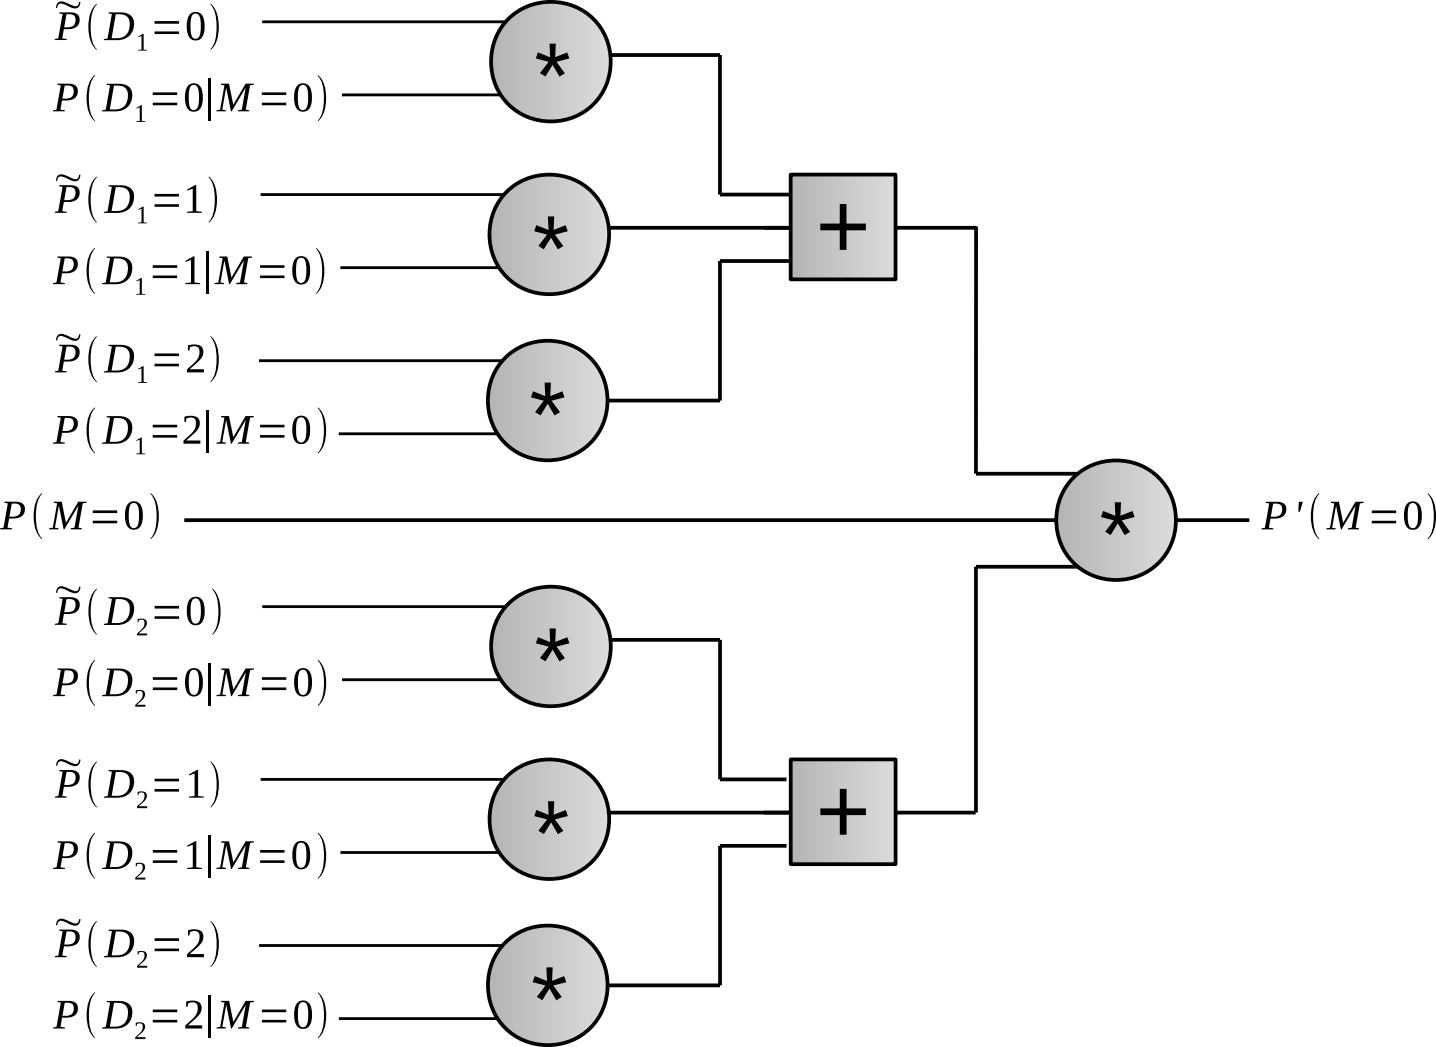 P̃(D₁=0)
*
P(D₁=0|M=0)
P̃(D₁=1)
*
+
P(D₁=1|M=0)
P̃(D₁=2)
*
P(D₁=2|M=0)
P(M=0)
*
P'(M=0)
P̃(D₂=0)
*
P(D₂=0|M=0)
P̃(D₂=1)
*
+
P(D₂=1|M=0)
P̃(D₂=2)
*
P(D₂=2|M=0)